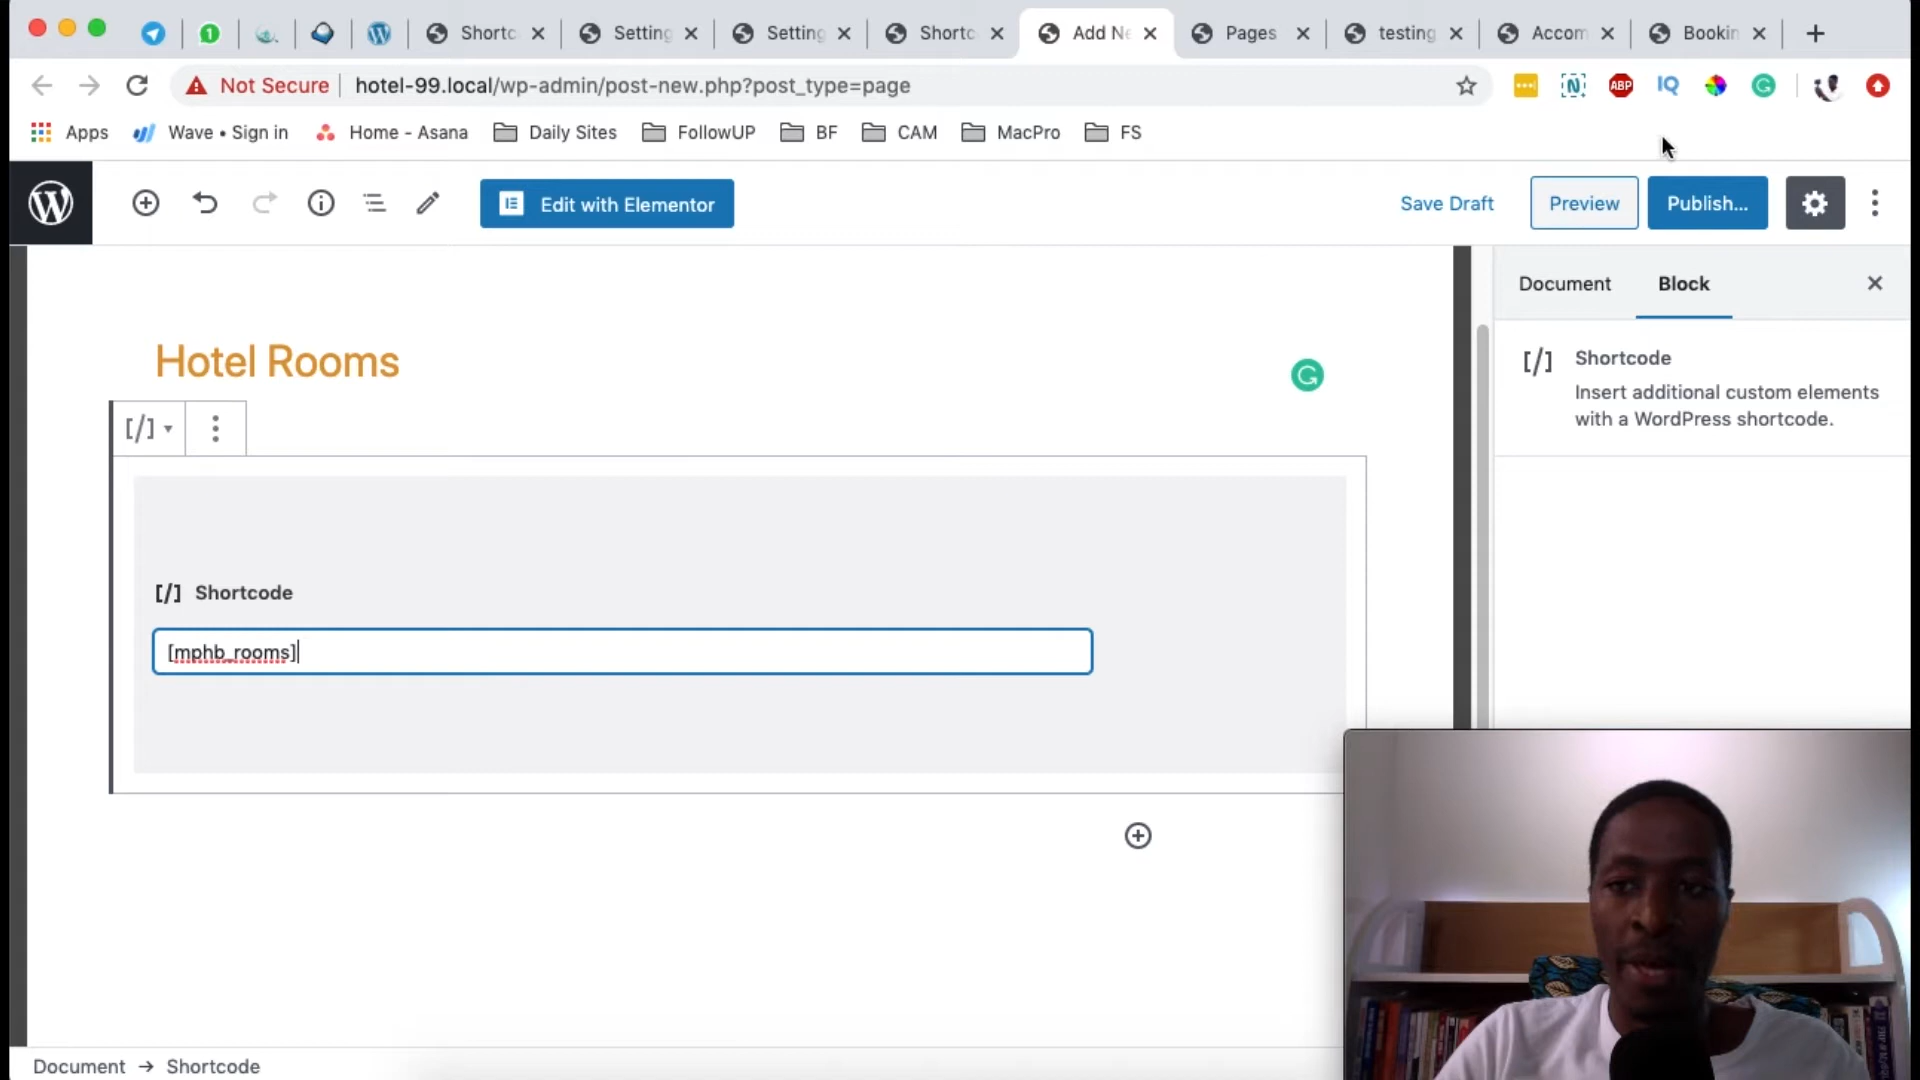 Shortc
Setting
Setting
Shortc
Add Ne
Pages
testing
Accom
Bookin
Not Secure
hotel-99.local/wp-admin/post-new.php?post_type=page
ABP
IQ
Apps
Wave • Sign in
Home - Asana
Daily Sites
FollowUP
BF
CAM
MacPro
FS
Edit with Elementor
Save Draft
Preview
Publish...
Document
Block
Hotel Rooms
[/]
[/] Shortcode
Insert additional custom elements
with a WordPress shortcode.
[/] Shortcode
[mphb_rooms]
Document → Shortcode